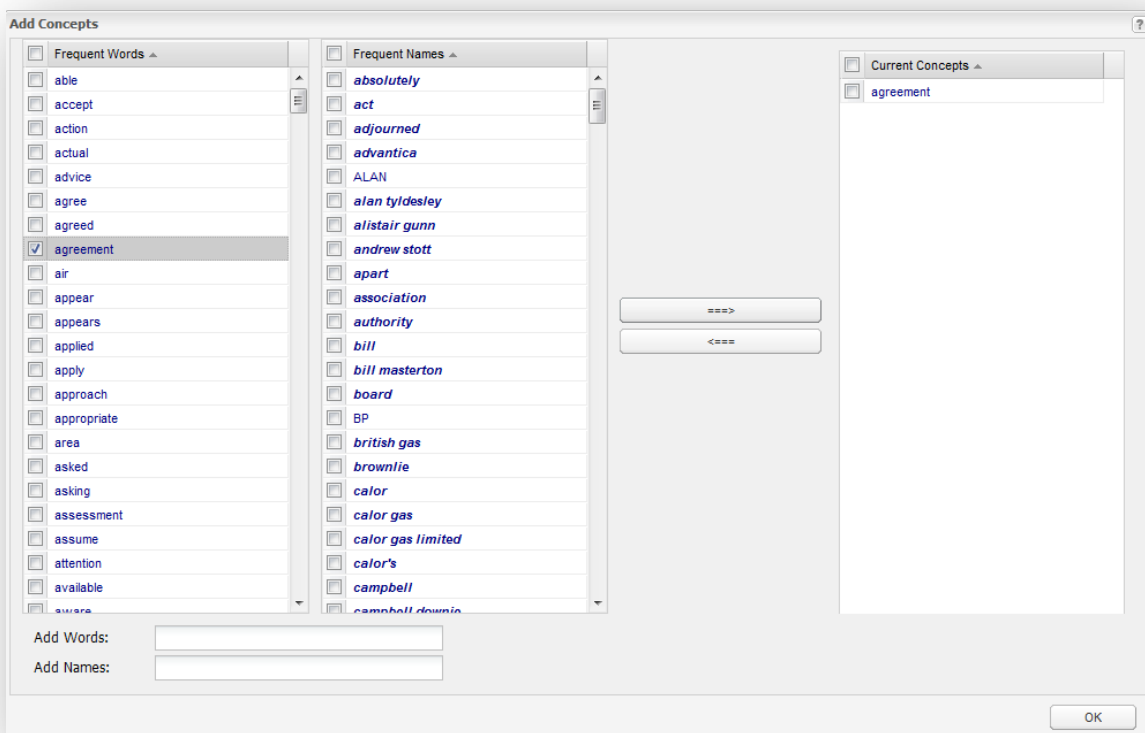 Add Concepts
?
Frequent Words
able
accept
action
actual
advice
agree
agreed
agreement
air
appear
appears
applied
apply
approach
appropriate
area
asked
asking
assessment
assume
attention
available
aware
Frequent Names
absolutely
act
adjourned
advantica
ALAN
alan tyldesley
alistair gunn
andrew stott
apart
association
authority
bill
bill masterton
board
BP
british gas
brownlie
calor
calor gas
calor gas limited
calor's
campbell
campbell downie
===>
<===
Current Concepts
agreement
Add Words:
Add Names:
OK